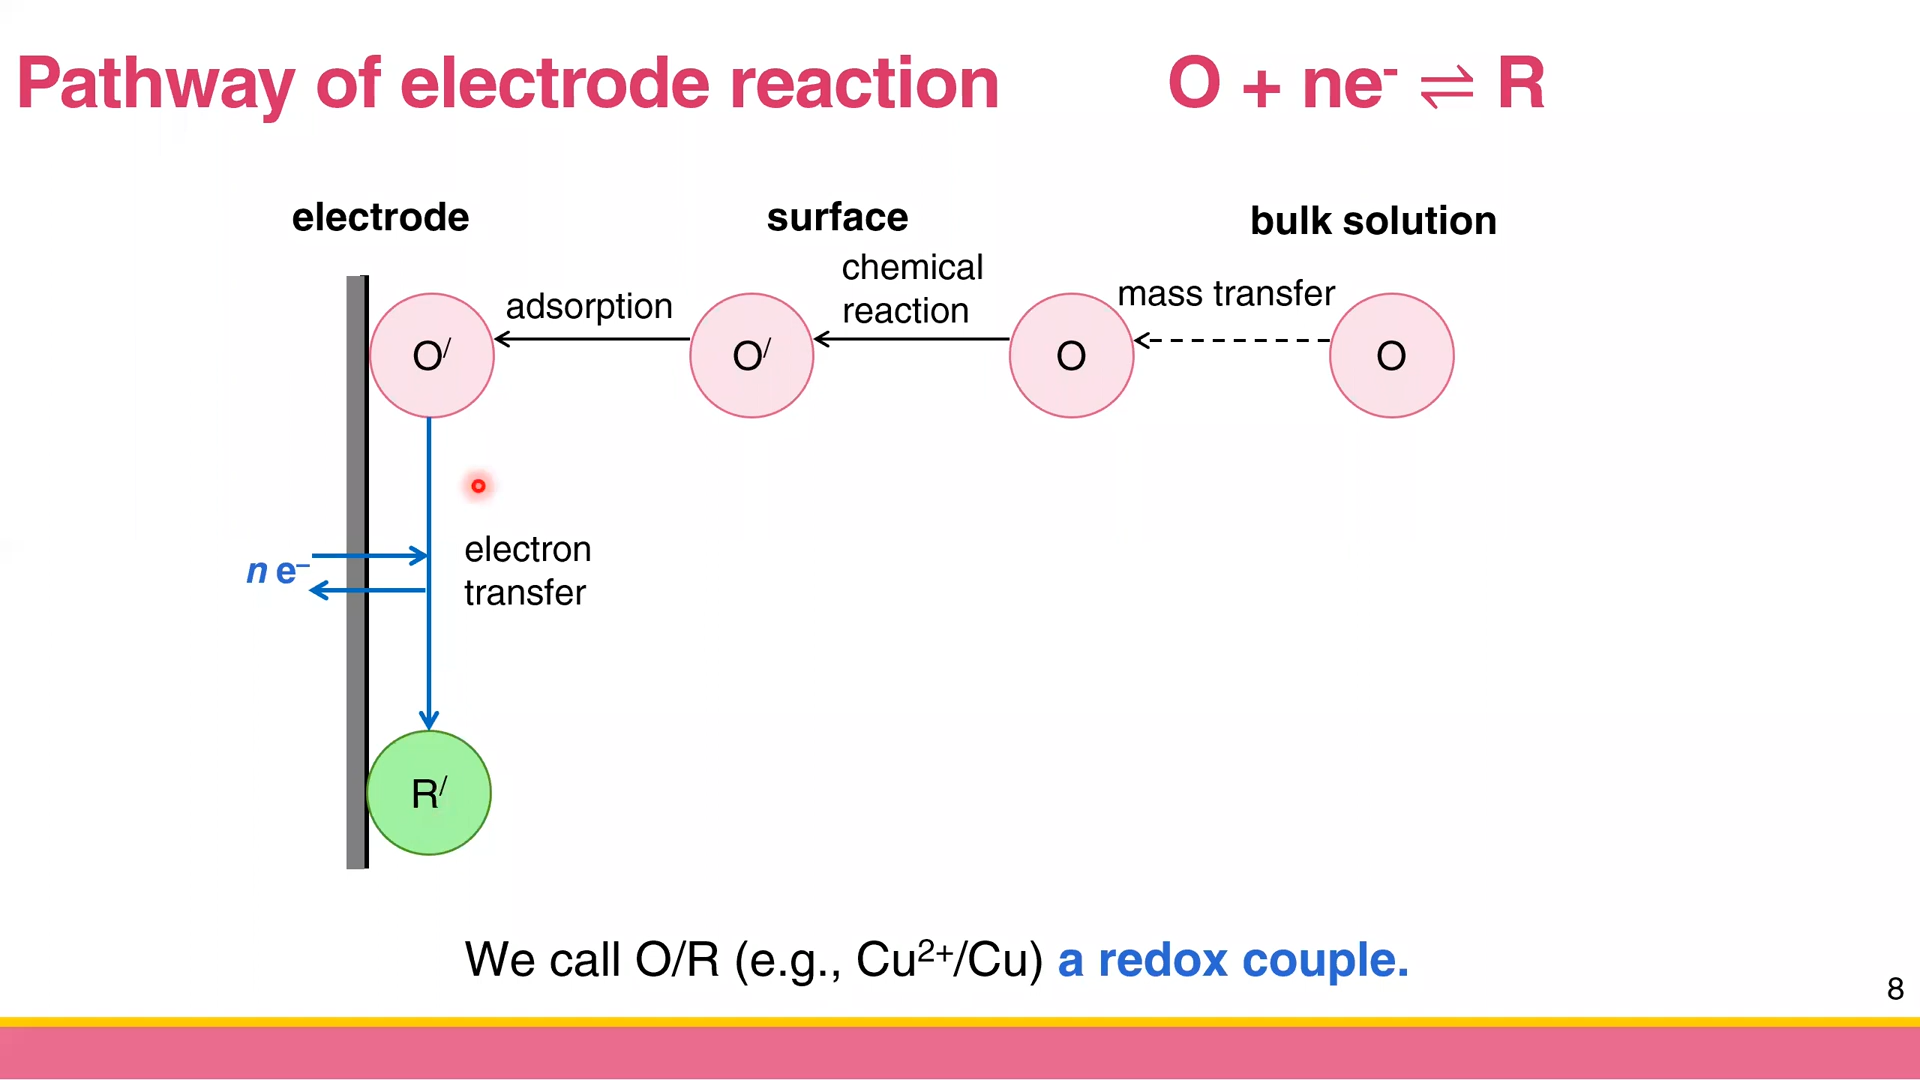 Pathway of electrode reaction
O + ne⁻ ⇌ R
electrode
surface
bulk solution
chemical
reaction
adsorption
mass transfer
O/
O/
O
O
n e–
electron
transfer
R/
We call O/R (e.g., Cu²⁺/Cu) a redox couple.
8